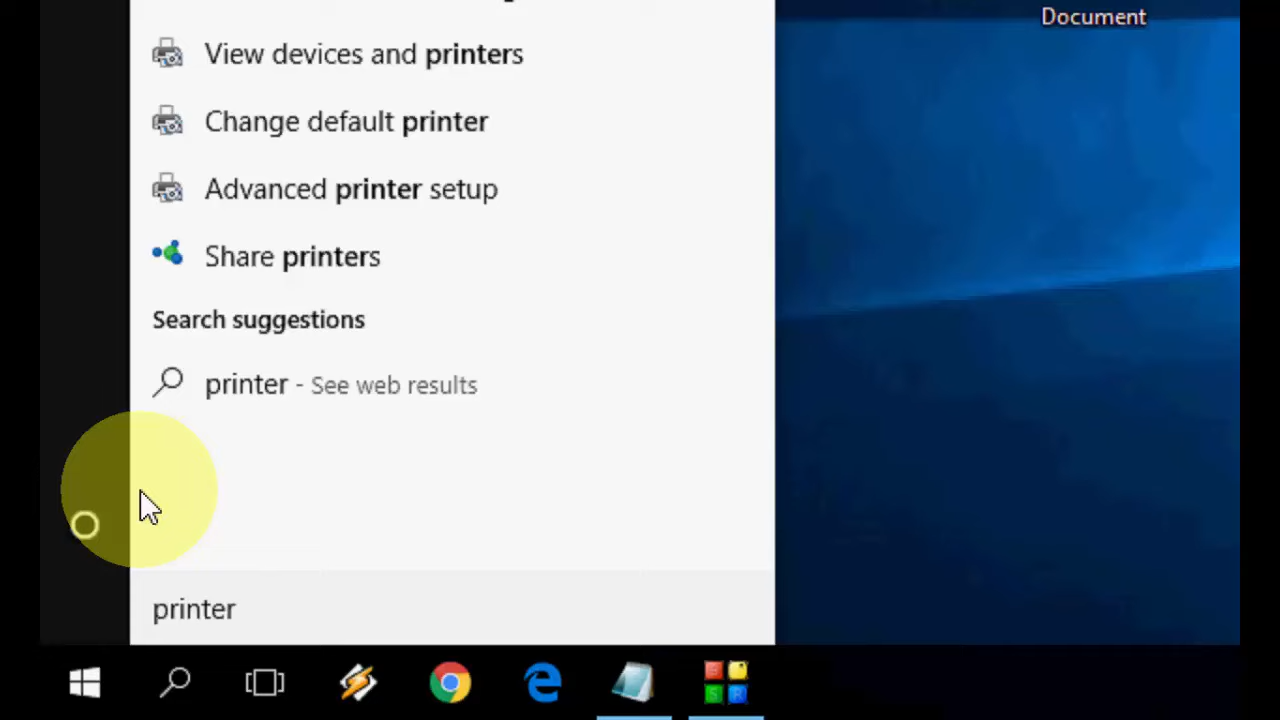 Document
View devices and printers
Change default printer
Advanced printer setup
Share printers
Search suggestions
printer - See web results
printer